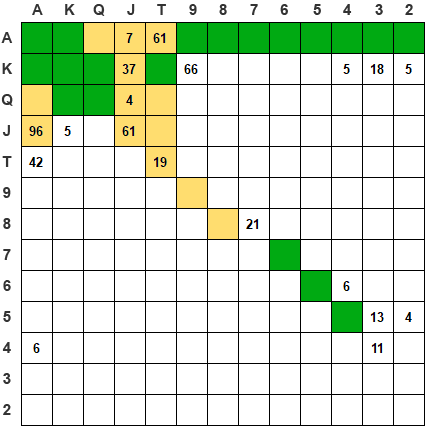 A K Q J T 9 8 7 6 5 4 3 2
A 7 61
K 37 66 5 18 5
Q 4
J 96 5 61
T 42 19
9
8 21
7
6 6
5 13 4
4 6 11
3
2